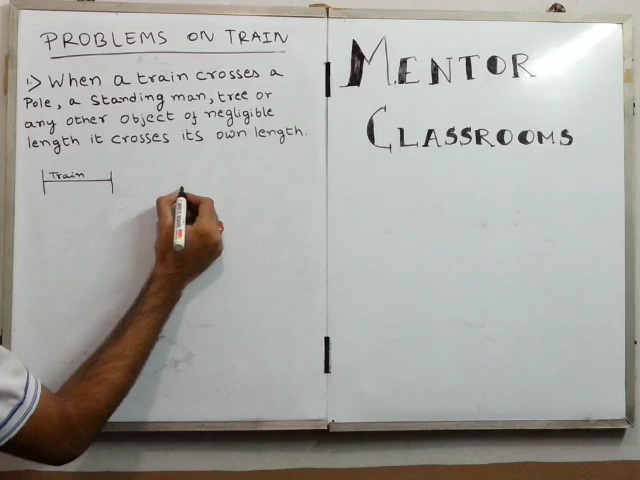 PROBLEMS ON TRAIN
1> When a train crosses a
Pole, a standing man, tree or
any other object of negligible
length it crosses its own length.
Train
MENTOR
CLASSROOMS